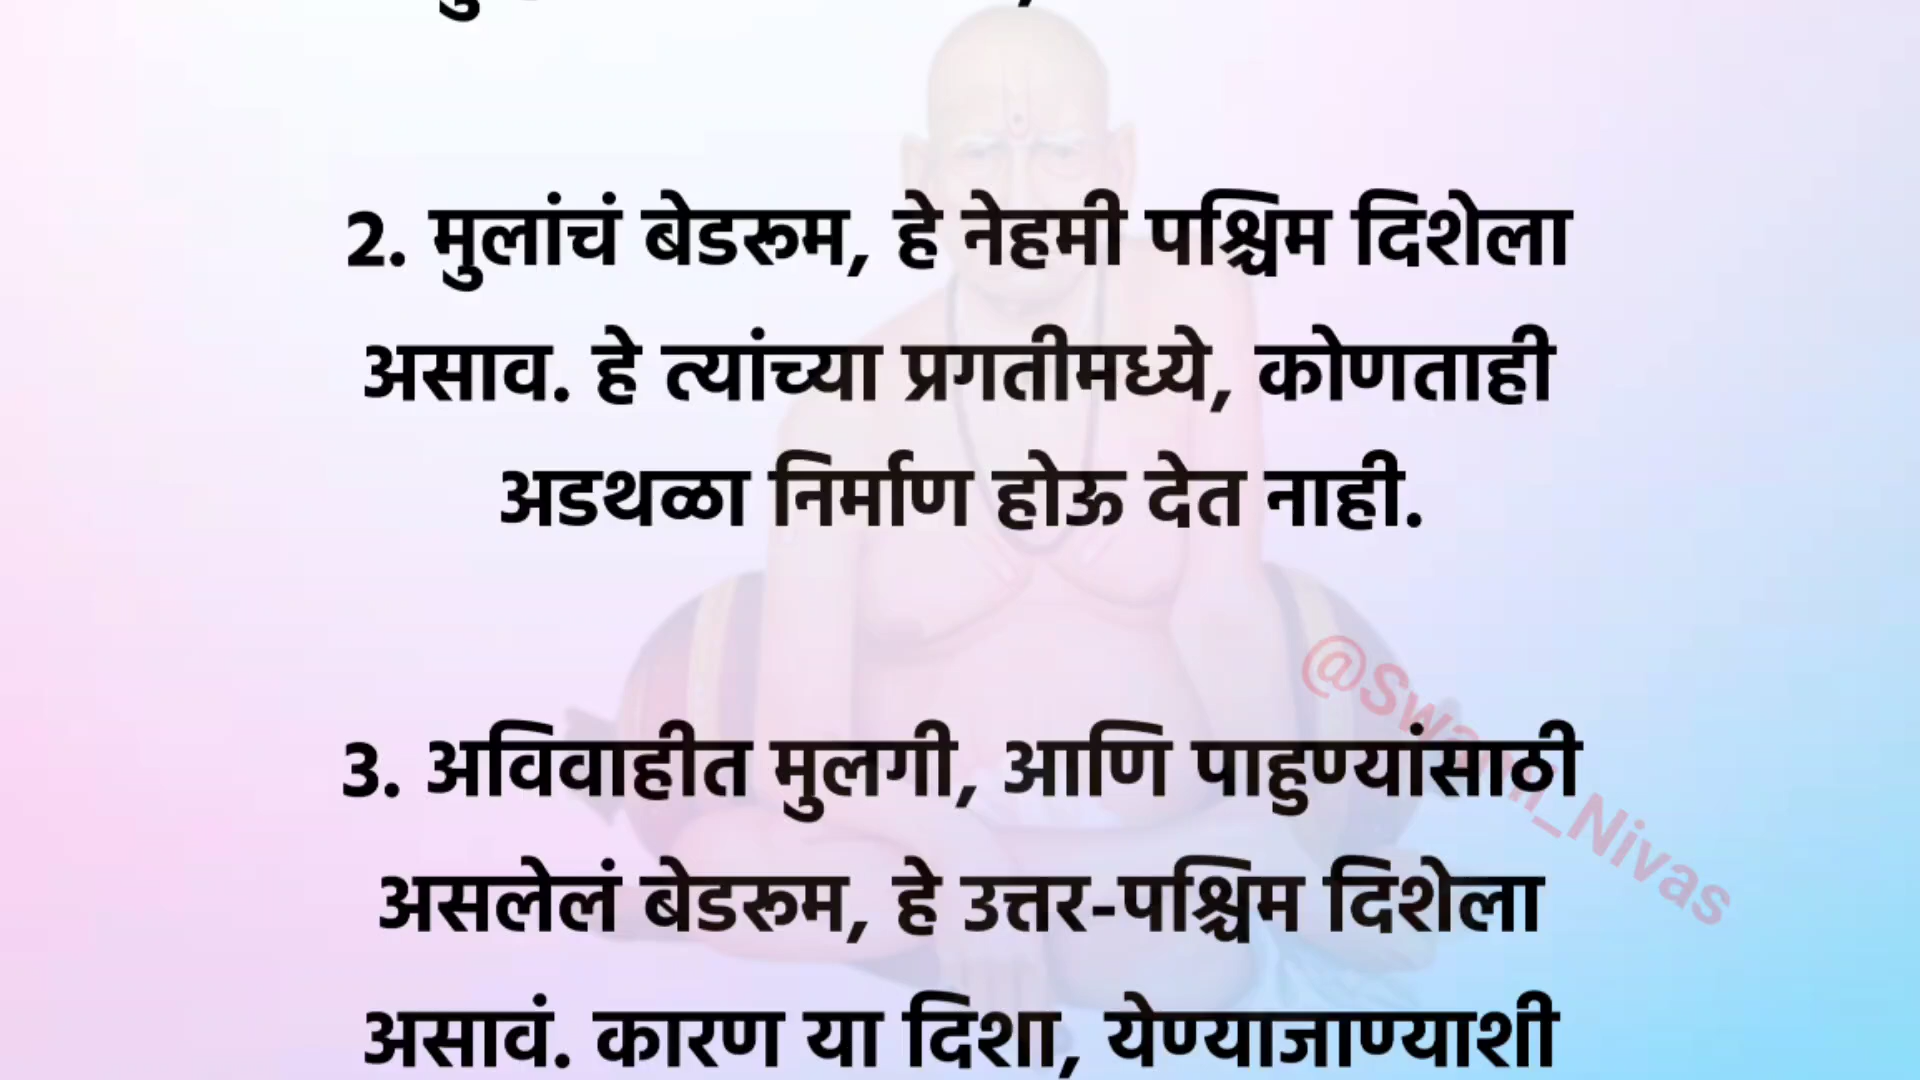 2. मुलांचं बेडरूम, हे नेहमी पश्चिम दिशेला
असाव. हे त्यांच्या प्रगतीमध्ये, कोणताही
अडथळा निर्माण होऊ देत नाही.
@Swami_Nivas
3. अविवाहीत मुलगी, आणि पाहुण्यांसाठी
असलेलं बेडरूम, हे उत्तर-पश्चिम दिशेला
असावं. कारण या दिशा, येण्याजाण्याशी